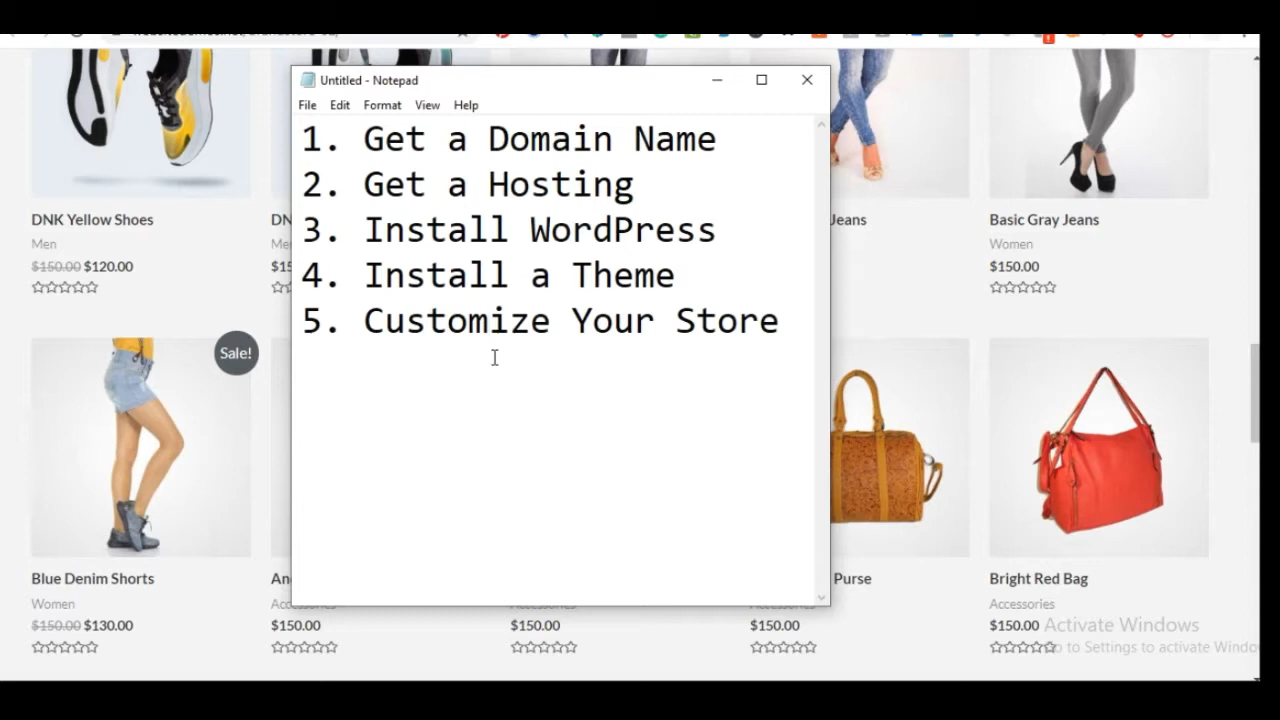 Untitled - Notepad
File Edit Format View Help
1. Get a Domain Name
2. Get a Hosting
3. Install WordPress
4. Install a Theme
5. Customize Your Store
DNK Yellow Shoes
Men
$150.00 $120.00
Jeans
Basic Gray Jeans
Women
$150.00
Sale!
Blue Denim Shorts
Women
$150.00 $130.00
Accessories
$150.00
Accessories
$150.00
Purse
Accessories
$150.00
Bright Red Bag
Accessories
$150.00
Activate Windows
to Settings to activate Windo